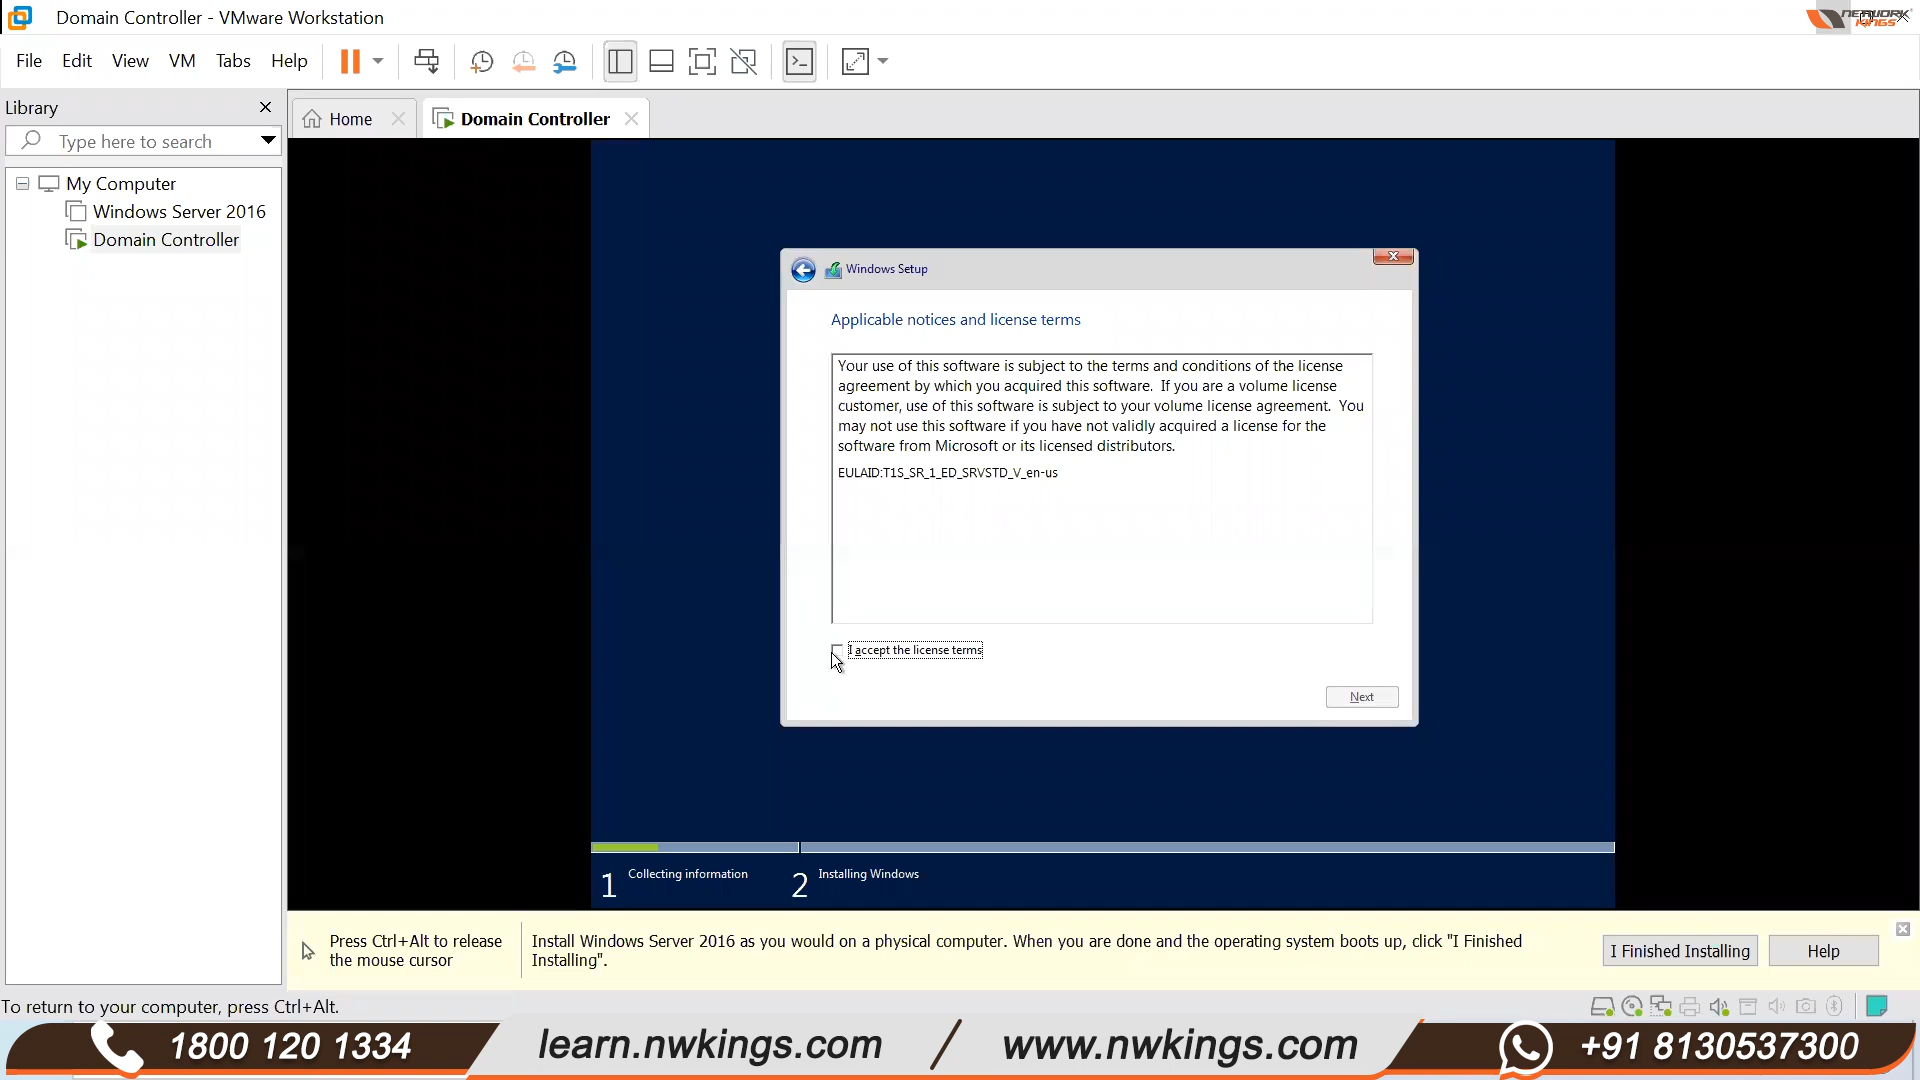 Domain Controller - VMware Workstation
NETWORK
KINGS
File Edit View VM Tabs Help
Library
Home
Domain Controller
Type here to search
My Computer
Windows Server 2016
Domain Controller
Windows Setup
Applicable notices and license terms
Your use of this software is subject to the terms and conditions of the license
agreement by which you acquired this software. If you are a volume license
customer, use of this software is subject to your volume license agreement. You
may not use this software if you have not validly acquired a license for the
software from Microsoft or its licensed distributors.
EULAID:T1S_SR_1_ED_SRVSTD_V_en-us
I accept the license terms
Next
1 Collecting information
2 Installing Windows
Press Ctrl+Alt to release
the mouse cursor
Install Windows Server 2016 as you would on a physical computer. When you are done and the operating system boots up, click "I Finished
Installing".
I Finished Installing
Help
To return to your computer, press Ctrl+Alt.
1800 120 1334
learn.nwkings.com / www.nwkings.com
+91 8130537300